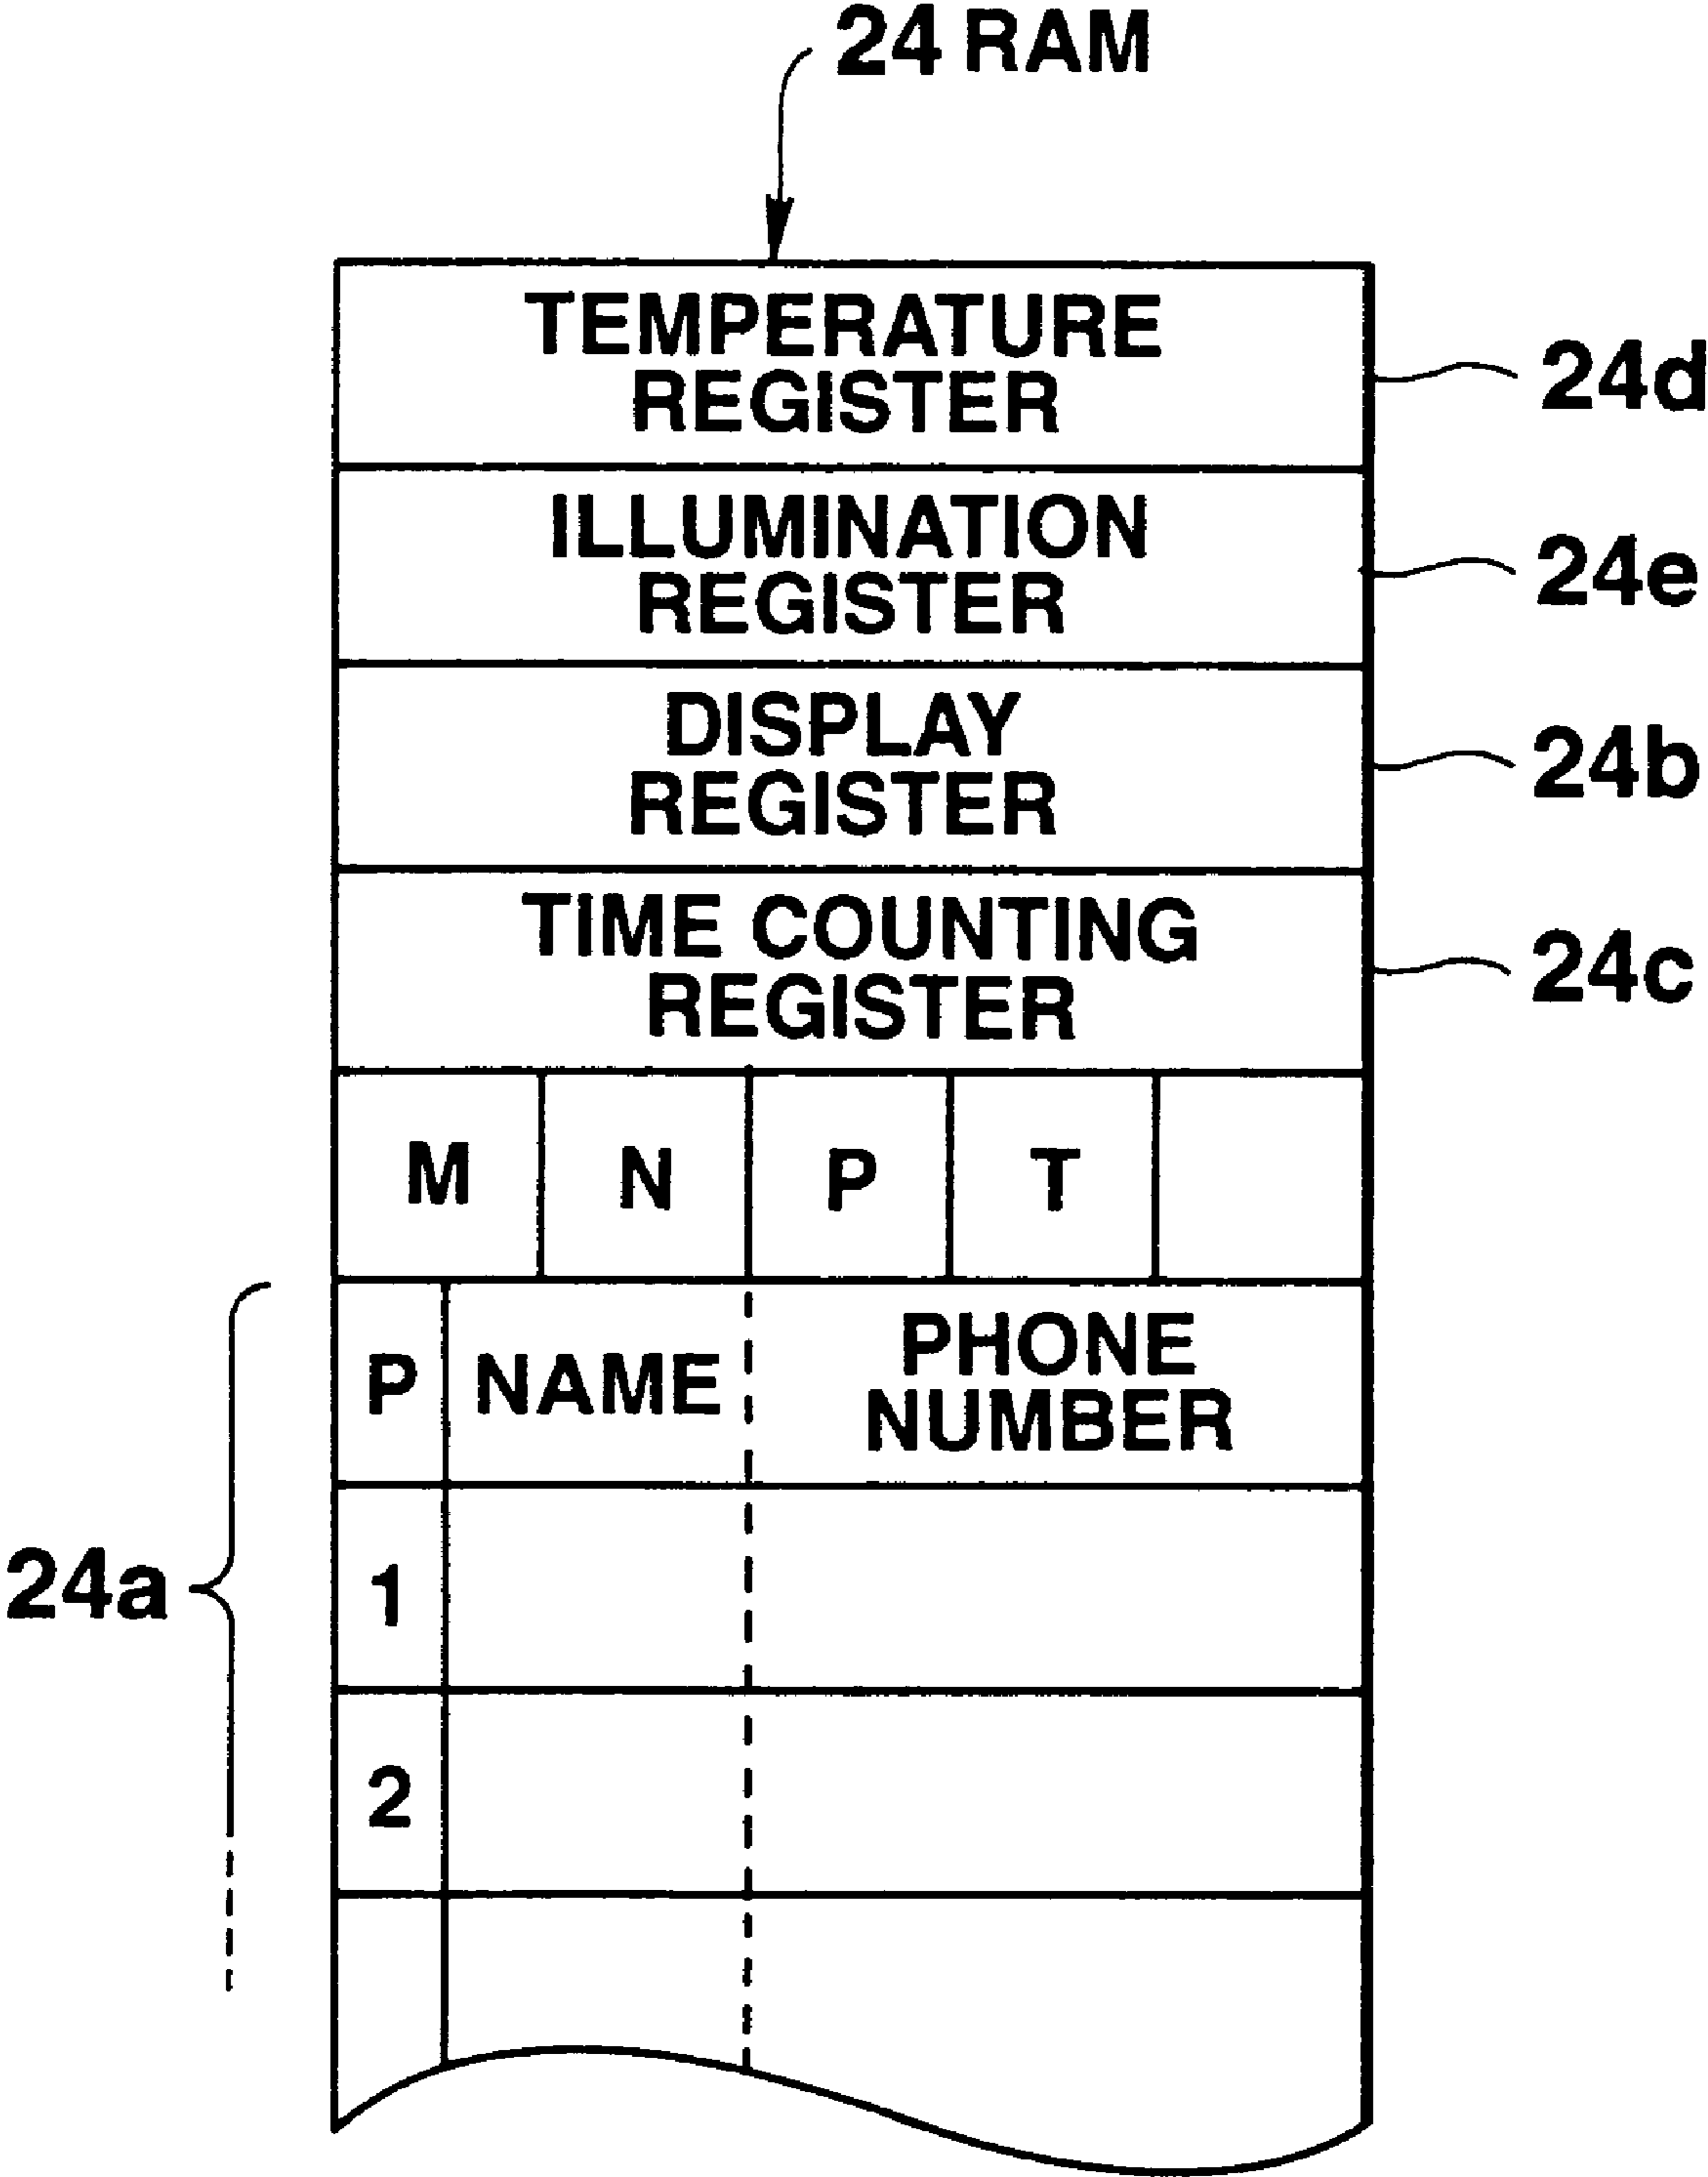 24 RAM
TEMPERATURE
REGISTER
24d
ILLUMINATION
REGISTER
24e
DISPLAY
REGISTER
24b
TIME COUNTING
REGISTER
24c
M N P T
P NAME PHONE
NUMBER
24a
1
2